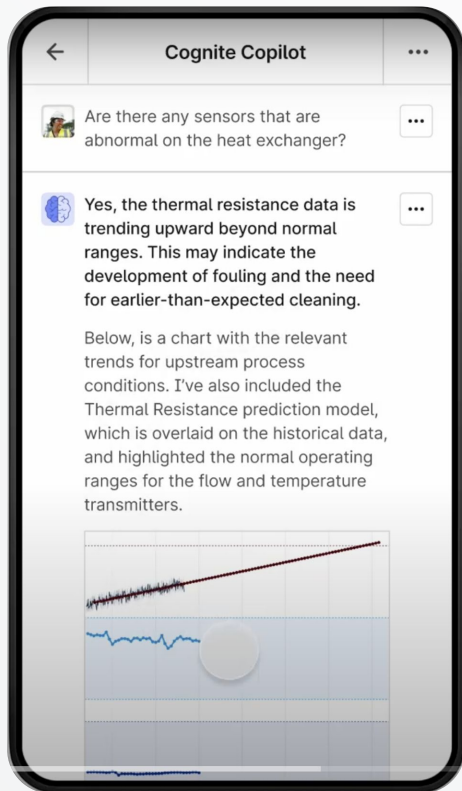 Cognite Copilot
Are there any sensors that are
abnormal on the heat exchanger?
Yes, the thermal resistance data is
trending upward beyond normal
ranges. This may indicate the
development of fouling and the need
for earlier-than-expected cleaning.
Below, is a chart with the relevant
trends for upstream process
conditions. I've also included the
Thermal Resistance prediction model,
which is overlaid on the historical data,
and highlighted the normal operating
ranges for the flow and temperature
transmitters.